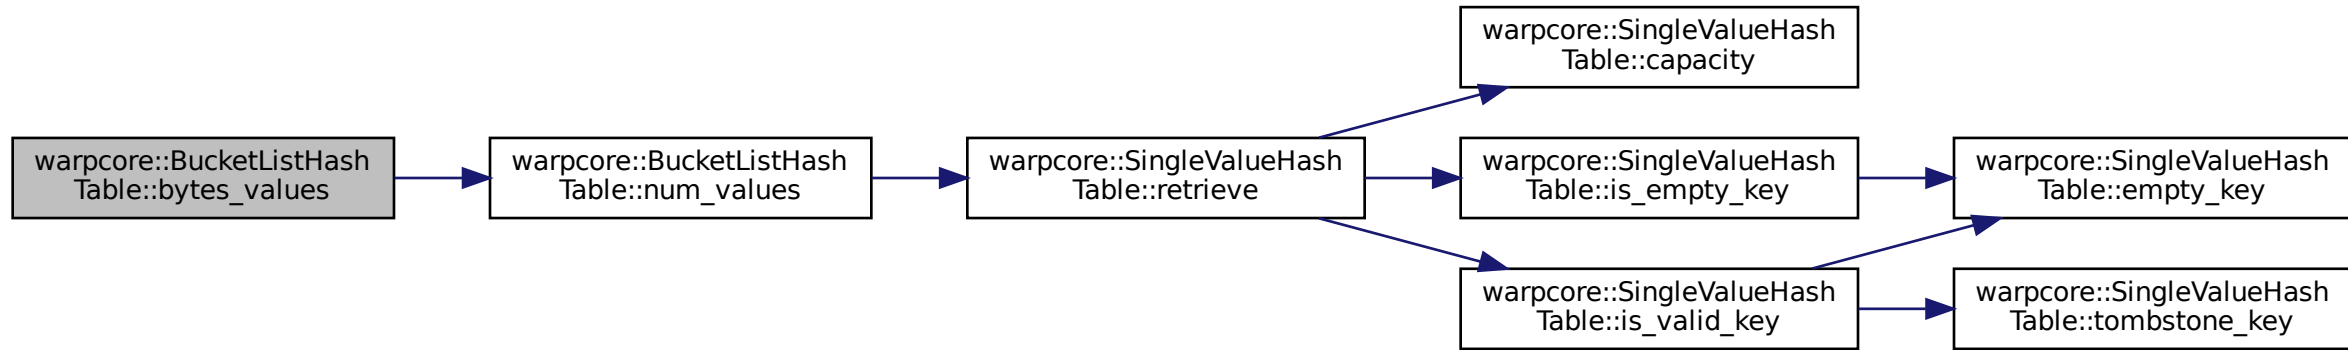 warpcore::BucketListHash
Table::bytes_values
warpcore::BucketListHash
Table::num_values
warpcore::SingleValueHash
Table::retrieve
warpcore::SingleValueHash
Table::capacity
warpcore::SingleValueHash
Table::is_empty_key
warpcore::SingleValueHash
Table::is_valid_key
warpcore::SingleValueHash
Table::empty_key
warpcore::SingleValueHash
Table::tombstone_key